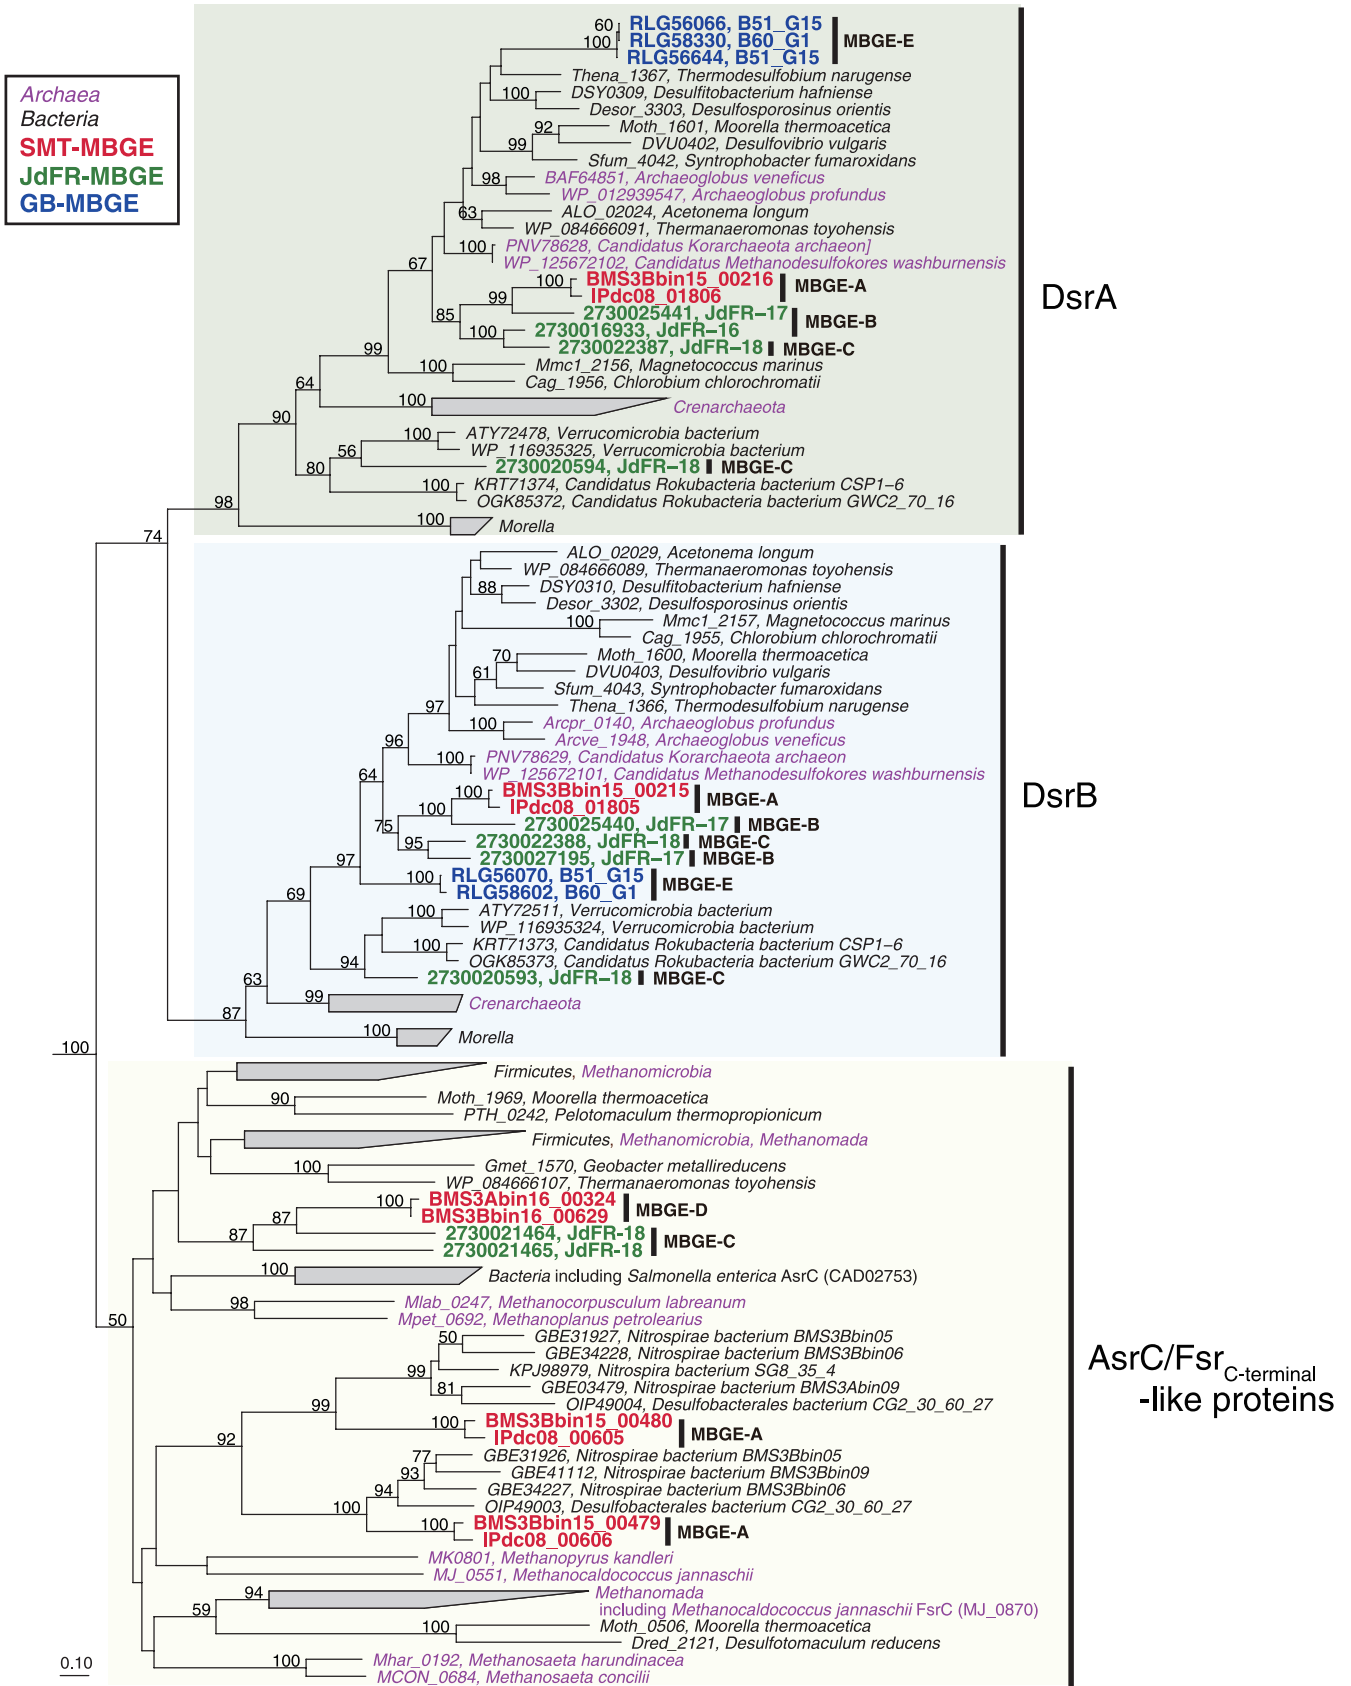 Archaea
Bacteria
SMT-MBGE
JdFR-MBGE
GB-MBGE
60
RLG56066, B51_G15
100
RLG58330, B60_G1
MBGE-E
RLG56644, B51_G15
Thena_1367, Thermodesulfobium narugense
100
DSY0309, Desulfitobacterium hafniense
Desor_3303, Desulfosporosinus orientis
92
Moth_1601, Moorella thermoacetica
99
DVU0402, Desulfovibrio vulgaris
Sfum_4042, Syntrophobacter fumaroxidans
98
BAF64851, Archaeoglobus veneficus
WP_012939547, Archaeoglobus profundus
63
ALO_02024, Acetonema longum
WP_084666091, Thermanaeromonas toyohensis
100
PNV78628, Candidatus Korarchaeota archaeon]
67
WP_125672102, Candidatus Methanodesulfokores washburnensis
100
BMS3Bbin15_00216
MBGE-A
99
IPdc08_01806
85
2730025441, JdFR–17
MBGE-B
100
2730016933, JdFR–16
2730022387, JdFR–18
MBGE-C
99
100
Mmc1_2156, Magnetococcus marinus
Cag_1956, Chlorobium chlorochromatii
64
100
Crenarchaeota
90
100
ATY72478, Verrucomicrobia bacterium
56
WP_116935325, Verrucomicrobia bacterium
80
2730020594, JdFR–18
MBGE-C
100
KRT71374, Candidatus Rokubacteria bacterium CSP1–6
98
OGK85372, Candidatus Rokubacteria bacterium GWC2_70_16
100
Morella
DsrA
74
ALO_02029, Acetonema longum
WP_084666089, Thermanaeromonas toyohensis
88
DSY0310, Desulfitobacterium hafniense
Desor_3302, Desulfosporosinus orientis
100
Mmc1_2157, Magnetococcus marinus
Cag_1955, Chlorobium chlorochromatii
70
Moth_1600, Moorella thermoacetica
61
DVU0403, Desulfovibrio vulgaris
Sfum_4043, Syntrophobacter fumaroxidans
97
Thena_1366, Thermodesulfobium narugense
100
Arcpr_0140, Archaeoglobus profundus
96
Arcve_1948, Archaeoglobus veneficus
100
PNV78629, Candidatus Korarchaeota archaeon
64
WP_125672101, Candidatus Methanodesulfokores washburnensis
100
BMS3Bbin15_00215
MBGE-A
100
IPdc08_01805
75
2730025440, JdFR–17
MBGE-B
95
2730022388, JdFR–18
MBGE-C
97
2730027195, JdFR–17
MBGE-B
100
RLG56070, B51_G15
MBGE-E
69
RLG58602, B60_G1
100
ATY72511, Verrucomicrobia bacterium
WP_116935324, Verrucomicrobia bacterium
100
KRT71373, Candidatus Rokubacteria bacterium CSP1–6
94
OGK85373, Candidatus Rokubacteria bacterium GWC2_70_16
63
2730020593, JdFR–18
MBGE-C
99
Crenarchaeota
87
100
Morella
DsrB
100
Firmicutes, Methanomicrobia
90
Moth_1969, Moorella thermoacetica
PTH_0242, Pelotomaculum thermopropionicum
Firmicutes, Methanomicrobia, Methanomada
100
Gmet_1570, Geobacter metallireducens
WP_084666107, Thermanaeromonas toyohensis
100
BMS3Abin16_00324
MBGE-D
87
BMS3Bbin16_00629
87
2730021464, JdFR-18
MBGE-C
2730021465, JdFR-18
100
Bacteria including Salmonella enterica AsrC (CAD02753)
98
Mlab_0247, Methanocorpusculum labreanum
50
Mpet_0692, Methanoplanus petrolearius
50
GBE31927, Nitrospirae bacterium BMS3Bbin05
GBE34228, Nitrospirae bacterium BMS3Bbin06
99
KPJ98979, Nitrospira bacterium SG8_35_4
81
GBE03479, Nitrospirae bacterium BMS3Abin09
99
OIP49004, Desulfobacterales bacterium CG2_30_60_27
100
BMS3Bbin15_00480
MBGE-A
92
IPdc08_00605
77
GBE31926, Nitrospirae bacterium BMS3Bbin05
93
GBE41112, Nitrospirae bacterium BMS3Bbin09
94
GBE34227, Nitrospirae bacterium BMS3Bbin06
100
OIP49003, Desulfobacterales bacterium CG2_30_60_27
100
BMS3Bbin15_00479
MBGE-A
IPdc08_00606
MK0801, Methanopyrus kandleri
MJ_0551, Methanocaldococcus jannaschii
94
Methanomada
59
including Methanocaldococcus jannaschii FsrC (MJ_0870)
100
Moth_0506, Moorella thermoacetica
Dred_2121, Desulfotomaculum reducens
100
Mhar_0192, Methanosaeta harundinacea
MCON_0684, Methanosaeta concilii
AsrC/Fsr C-terminal
-like proteins
0.10